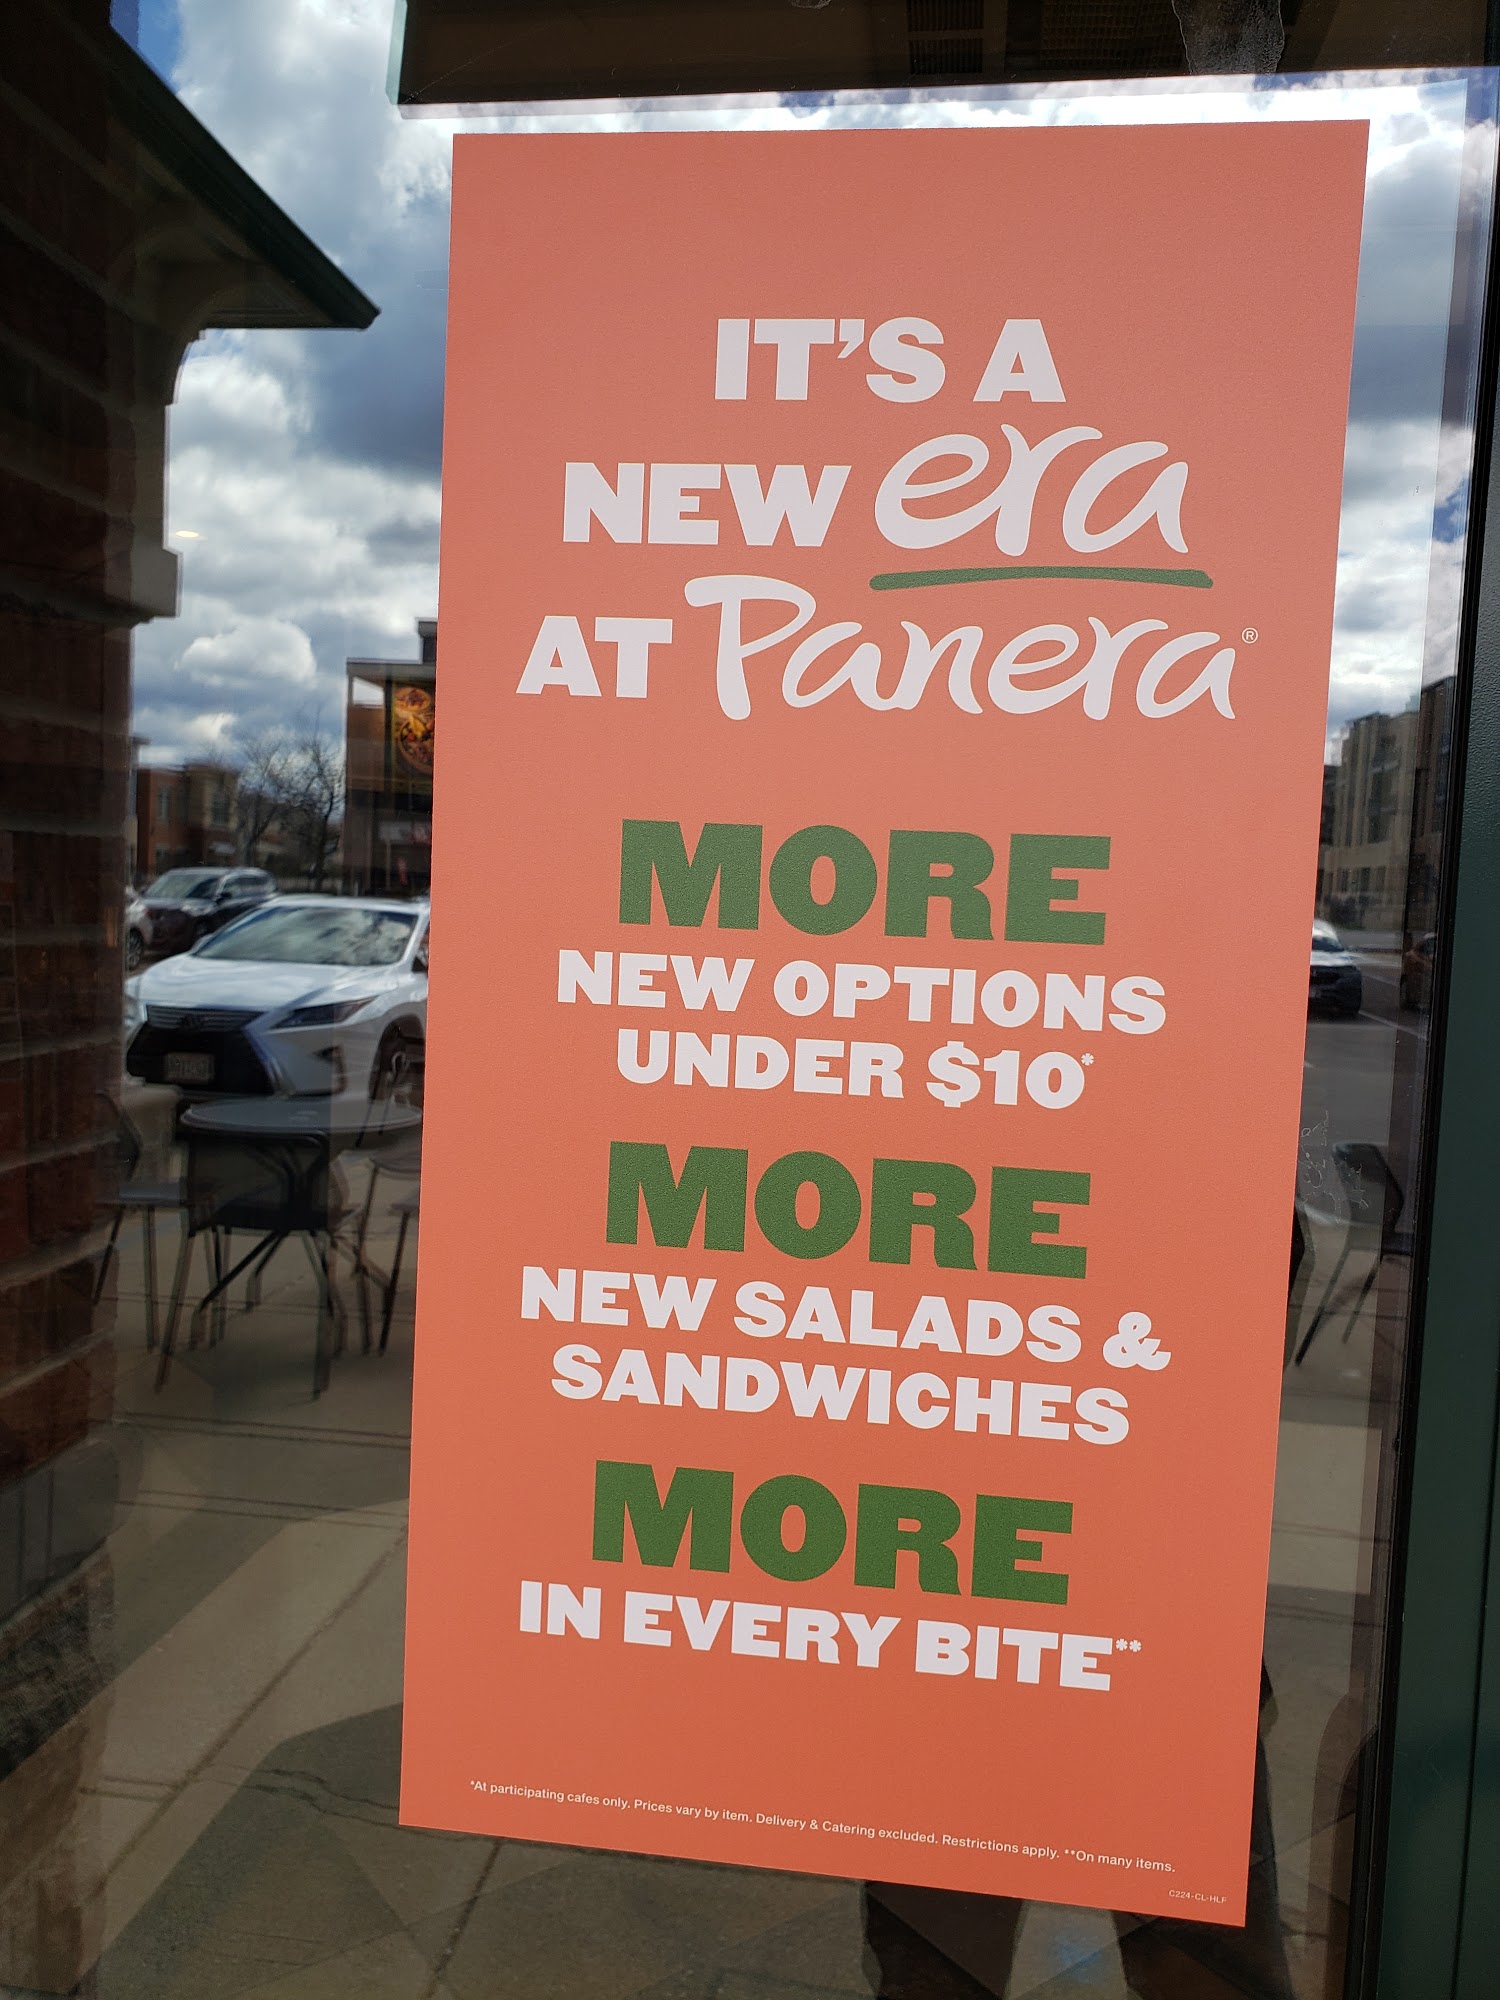 IT'S A
NEW era
AT Panera®
MORE
NEW OPTIONS
UNDER $10*
MORE
NEW SALADS &
SANDWICHES
MORE
IN EVERY BITE**
*At participating cafes only. Prices vary by item. Delivery & Catering excluded. Restrictions apply. **On many items.
C224-CL-HLF